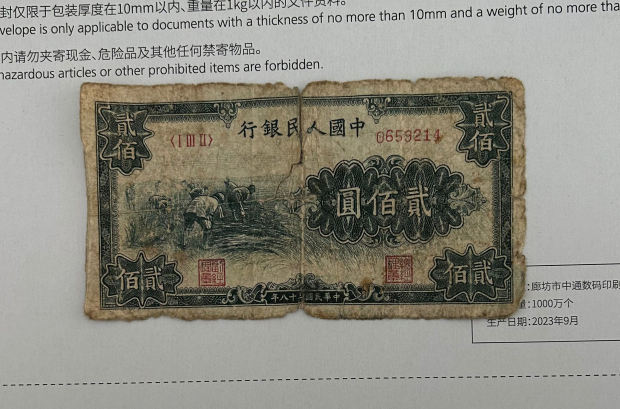 封仅限于包装厚度在10mm以内、重量在1kg以内的文件资料。
velope is only applicable to documents with a thickness of no more than 10mm and a weight of no more tha
内请勿夹寄现金、危险品及其他任何禁寄物品。
hazardous articles or other prohibited items are forbidden.
貳佰
行銀民人國中
貳佰
〈I III II〉
0659214
圓佰貳
佰貳
佰貳
年八十三國民華中
:廊坊市中通数码印刷
量:1000万个
生产日期:2023年9月